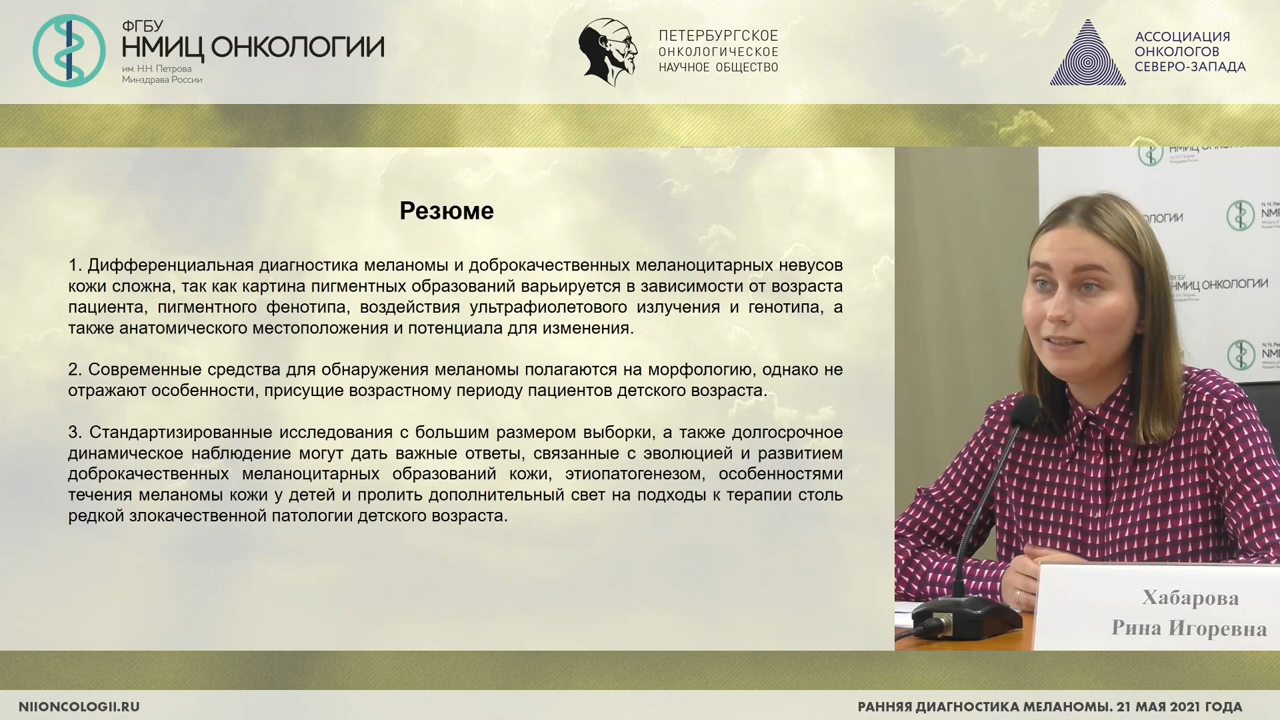 ФГБУ
НМИЦ ОНКОЛОГИИ
им. Н.Н. Петрова
Минздрава России
ПЕТЕРБУРГСКОЕ
ОНКОЛОГИЧЕСКОЕ
НАУЧНОЕ ОБЩЕСТВО
АССОЦИАЦИЯ
ОНКОЛОГОВ
СЕВЕРО-ЗАПАДА
Резюме
1. Дифференциальная диагностика меланомы и доброкачественных меланоцитарных невусов
кожи сложна, так как картина пигментных образований варьируется в зависимости от возраста
пациента, пигментного фенотипа, воздействия ультрафиолетового излучения и генотипа, а
также анатомического местоположения и потенциала для изменения.
2. Современные средства для обнаружения меланомы полагаются на морфологию, однако не
отражают особенности, присущие возрастному периоду пациентов детского возраста.
3. Стандартизированные исследования с большим размером выборки, а также долгосрочное
динамическое наблюдение могут дать важные ответы, связанные с эволюцией и развитием
доброкачественных меланоцитарных образований кожи, этиопатогенезом, особенностями
течения меланомы кожи у детей и пролить дополнительный свет на подходы к терапии столь
редкой злокачественной патологии детского возраста.
НМИЦ ОНКОЛОГИИ
Хабарова
Рина Игоревна
NIIONCOLOGII.RU
РАННЯЯ ДИАГНОСТИКА МЕЛАНОМЫ. 21 МАЯ 2021 ГОДА